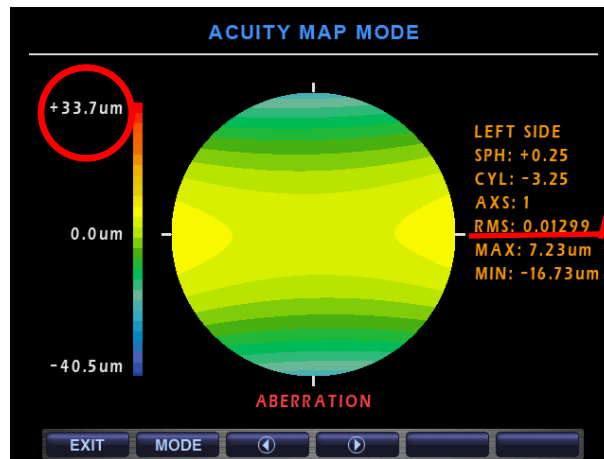 ACUITY MAP MODE
+33.7um
0.0um
-40.5um
LEFT SIDE
SPH: +0.25
CYL: -3.25
AXS: 1
RMS: 0.01299
MAX: 7.23um
MIN: -16.73um
ABERRATION
EXIT MODE